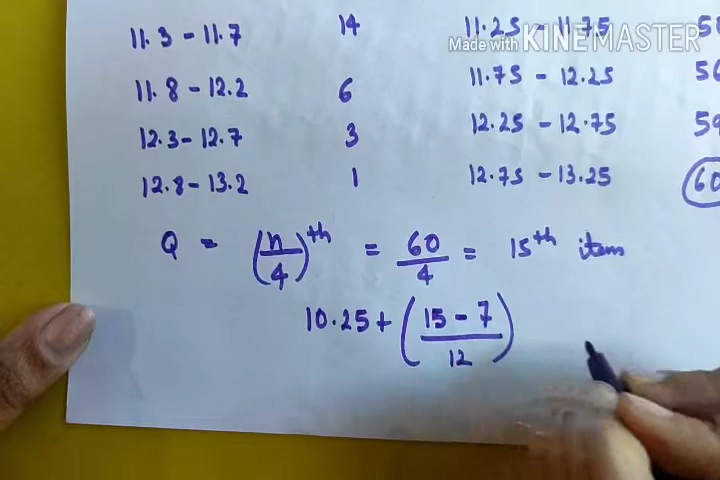 11.3 - 11.7 14 11.25 - 11.75
Made with KINEMASTER
11.8 - 12.2 6 11.75 - 12.25 56
12.3 - 12.7 3 12.25 - 12.75 59
12.8 - 13.2 1 12.75 - 13.25 60
Q = (n/4)th = 60/4 = 15th item
10.25 + (15 - 7/12)